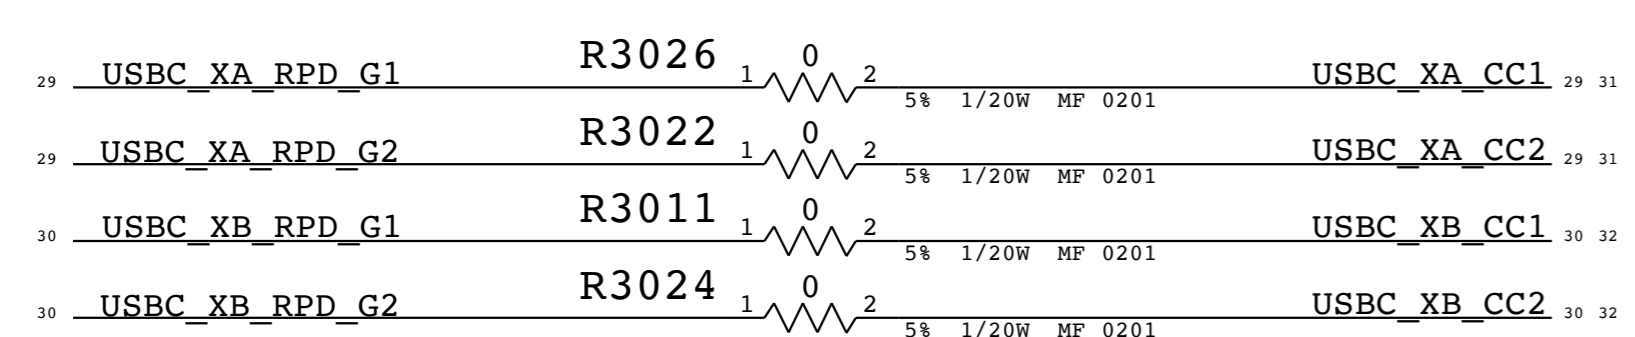 R3026
29 USBC_XA_RPD_G1 1 0 2 USBC_XA_CC1 29 31
5% 1/20W MF 0201
R3022
29 USBC_XA_RPD_G2 1 0 2 USBC_XA_CC2 29 31
5% 1/20W MF 0201
R3011
30 USBC_XB_RPD_G1 1 0 2 USBC_XB_CC1 30 32
5% 1/20W MF 0201
R3024
30 USBC_XB_RPD_G2 1 0 2 USBC_XB_CC2 30 32
5% 1/20W MF 0201